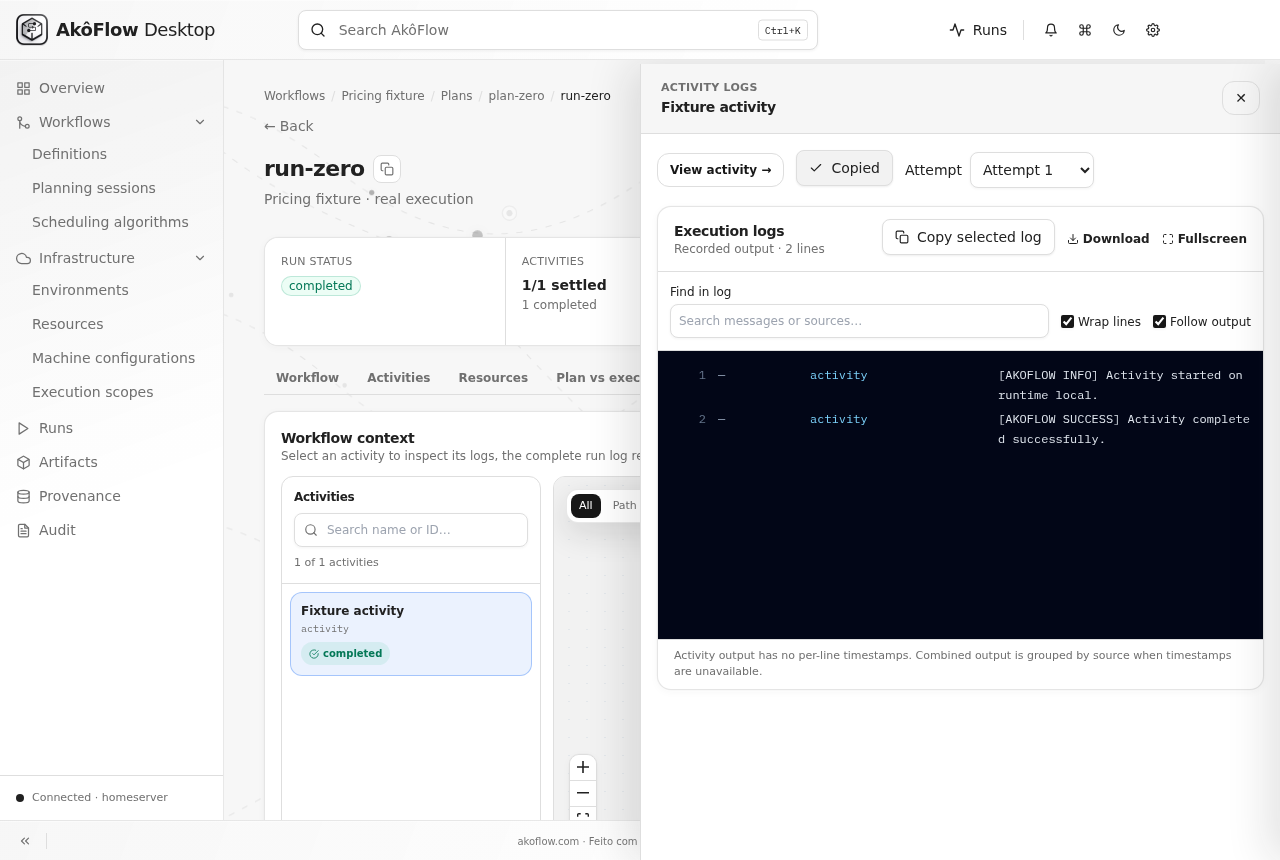 AkôFlow Desktop
Search AkôFlow
Ctrl+K
Runs
Overview
Workflows
Definitions
Planning sessions
Scheduling algorithms
Infrastructure
Environments
Resources
Machine configurations
Execution scopes
Runs
Artifacts
Provenance
Audit
Connected · homeserver
Workflows / Pricing fixture / Plans / plan-zero / run-zero
← Back
run-zero
Pricing fixture · real execution
RUN STATUS
completed
ACTIVITIES
1/1 settled
1 completed
Workflow Activities Resources Plan vs exec
Workflow context
Select an activity to inspect its logs, the complete run log re
Activities
Search name or ID...
1 of 1 activities
Fixture activity
activity
completed
All Path
akoflow.com · Feito com
ACTIVITY LOGS
Fixture activity
View activity → Copied Attempt Attempt 1
Execution logs
Recorded output · 2 lines
Copy selected log Download Fullscreen
Find in log
Search messages or sources... Wrap lines Follow output
1 — activity [AKOFLOW INFO] Activity started on
runtime local.
2 — activity [AKOFLOW SUCCESS] Activity complete
d successfully.
Activity output has no per-line timestamps. Combined output is grouped by source when timestamps
are unavailable.